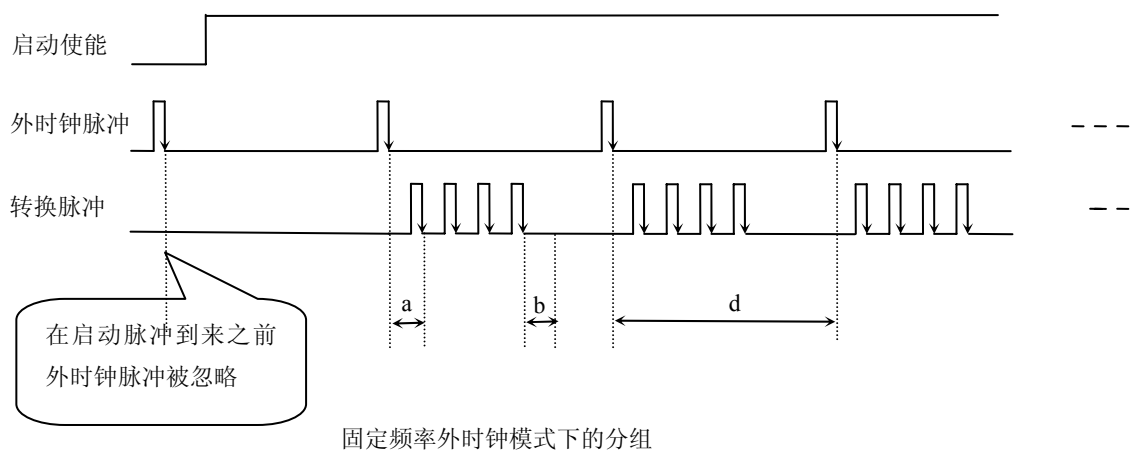 启动使能
外时钟脉冲
转换脉冲
a
b
d
在启动脉冲到来之前
外时钟脉冲被忽略
固定频率外时钟模式下的分组